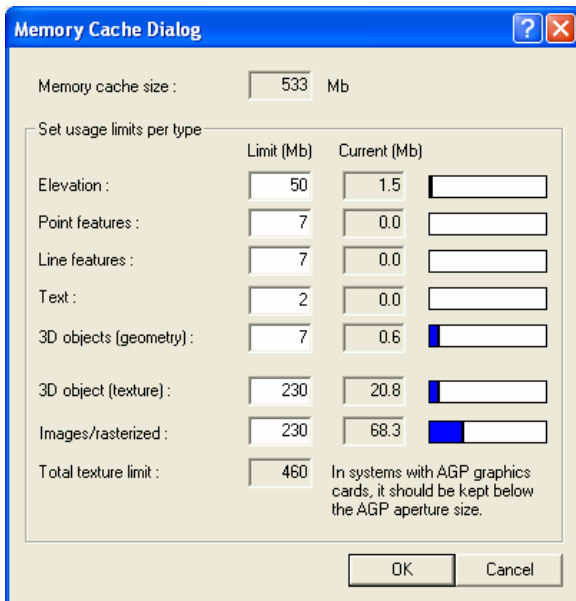 Memory Cache Dialog
Memory cache size : 533 Mb
Set usage limits per type
Limit (Mb) Current (Mb)
Elevation : 50 1.5
Point features : 7 0.0
Line features : 7 0.0
Text : 2 0.0
3D objects (geometry) : 7 0.6
3D object (texture) : 230 20.8
Images/rasterized : 230 68.3
Total texture limit : 460
In systems with AGP graphics
cards, it should be kept below
the AGP aperture size.
OK Cancel